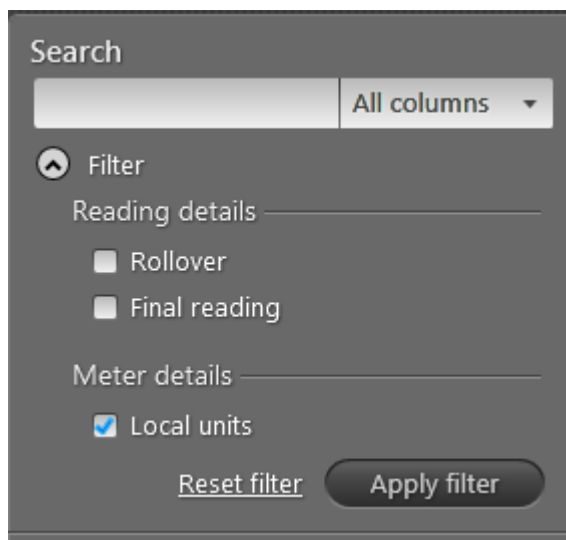 Search
All columns
Filter
Reading details
Rollover
Final reading
Meter details
Local units
Reset filter Apply filter